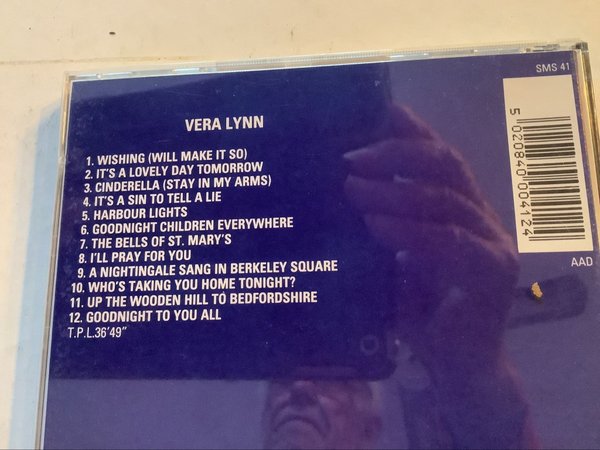 SMS 41
VERA LYNN
1. WISHING (WILL MAKE IT SO)
2. IT'S A LOVELY DAY TOMORROW
3. CINDERELLA (STAY IN MY ARMS)
4. IT'S A SIN TO TELL A LIE
5. HARBOUR LIGHTS
6. GOODNIGHT CHILDREN EVERYWHERE
7. THE BELLS OF ST. MARY'S
8. I'LL PRAY FOR YOU
9. A NIGHTINGALE SANG IN BERKELEY SQUARE
10. WHO'S TAKING YOU HOME TONIGHT?
11. UP THE WOODEN HILL TO BEDFORDSHIRE
12. GOODNIGHT TO YOU ALL
T.P.L.36'49"
5 020840 004124
AAD